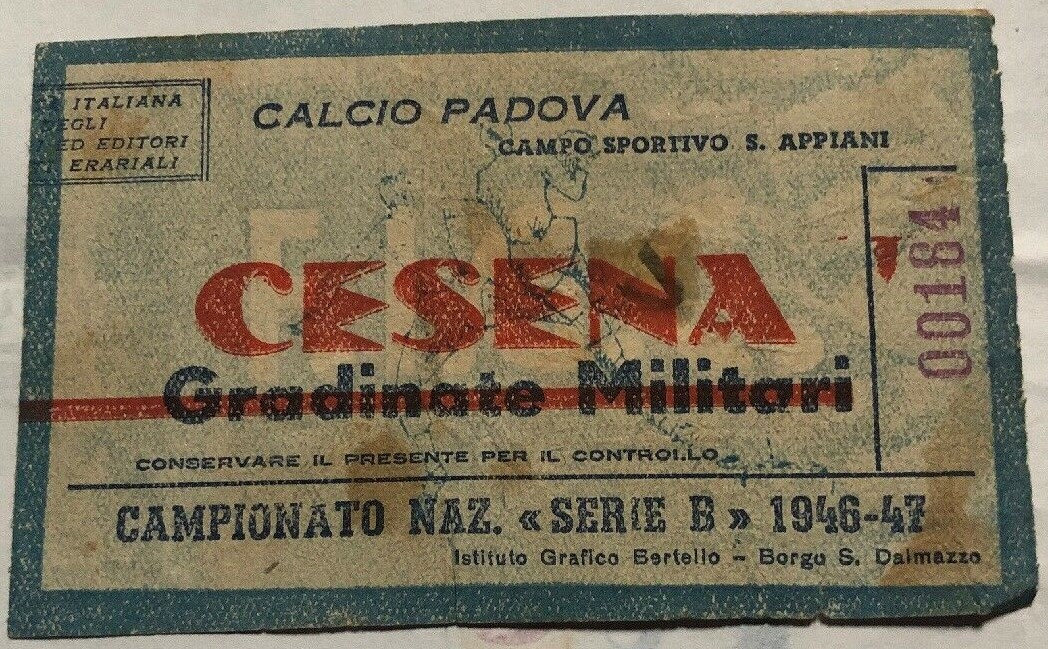 ITALIANA
EGLI
ED EDITORI
ERARIALI
CALCIO PADOVA
CAMPO SPORTIVO S. APPIANI
CESENA
Gradinate Militari
CONSERVARE IL PRESENTE PER IL CONTROLLO
CAMPIONATO NAZ. « SERIE B » 1946-47
Istituto Grafico Bertello – Borgo S. Dalmazzo
00184